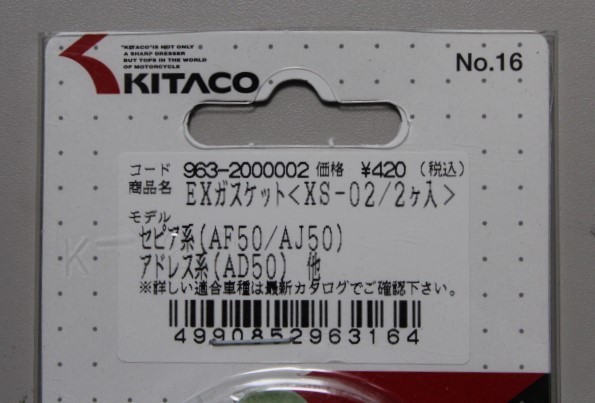 "KITACO"IS NOT ONLY
A SHARP DRESSER
BUT TOPS IN THE WORLD
OF MOTORCYCLE
KITACO
No.16
コード 963-2000002 価格 ¥420 (税込)
商品名 EXガスケット<XS-02/2ヶ入>
モデル
セピア系(AF50/AJ50)
アドレス系(AD50) 他
※詳しい適合車種は最新カタログでご確認下さい。
4990852963164
K